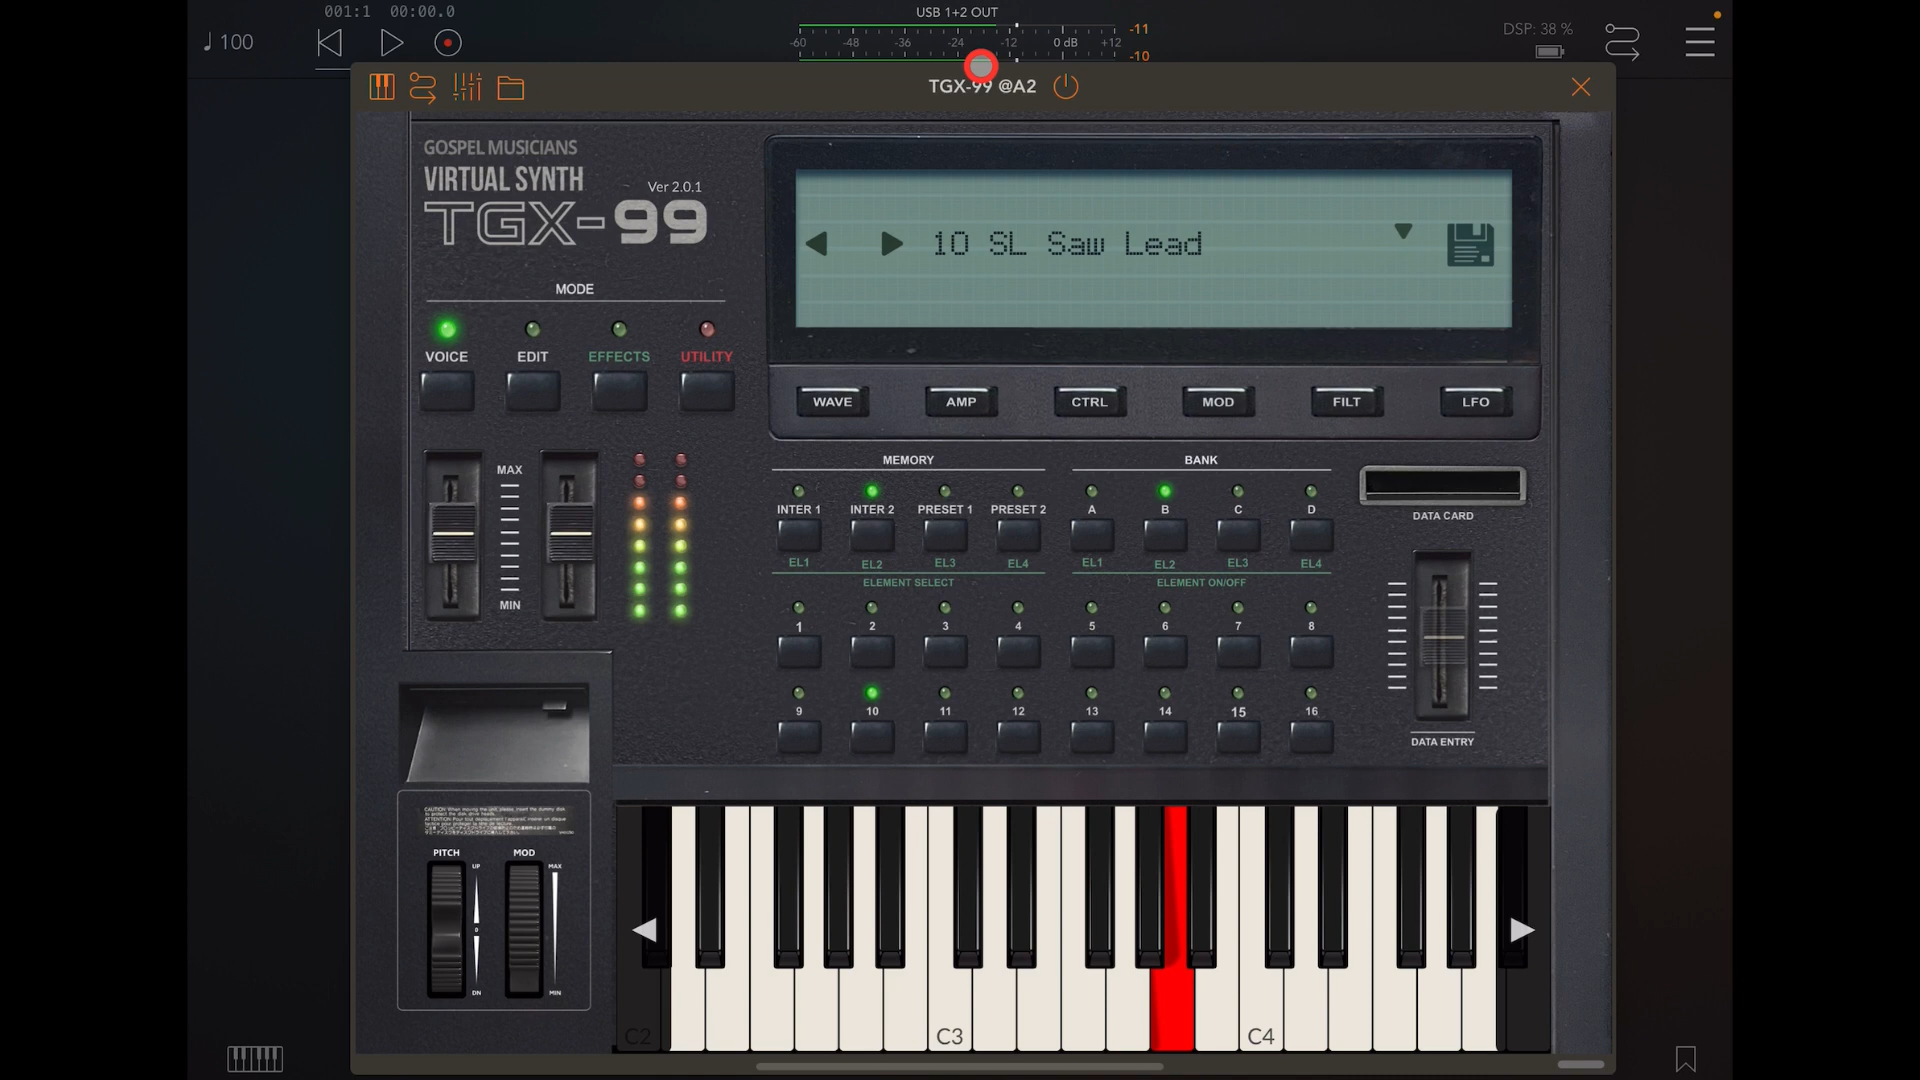 001:1 00:00.0
USB 1+2 OUT
100
-60 -48 -36 -24 -12 0 dB +12
-11
-10
DSP: 38 %
TGX-99 @A2
GOSPEL MUSICIANS
VIRTUAL SYNTH
Ver 2.0.1
TGX-99
10 SL Saw Lead
MODE
VOICE EDIT EFFECTS UTILITY
WAVE AMP CTRL MOD FILT LFO
MAX
MIN
MEMORY BANK
INTER 1 INTER 2 PRESET 1 PRESET 2 A B C D
DATA CARD
EL1 EL2 EL3 EL4 EL1 EL2 EL3 EL4
ELEMENT SELECT ELEMENT ON/OFF
1 2 3 4 5 6 7 8
9 10 11 12 13 14 15 16
DATA ENTRY
PITCH MOD
UP MAX
0
DN MIN
C2 C3 C4